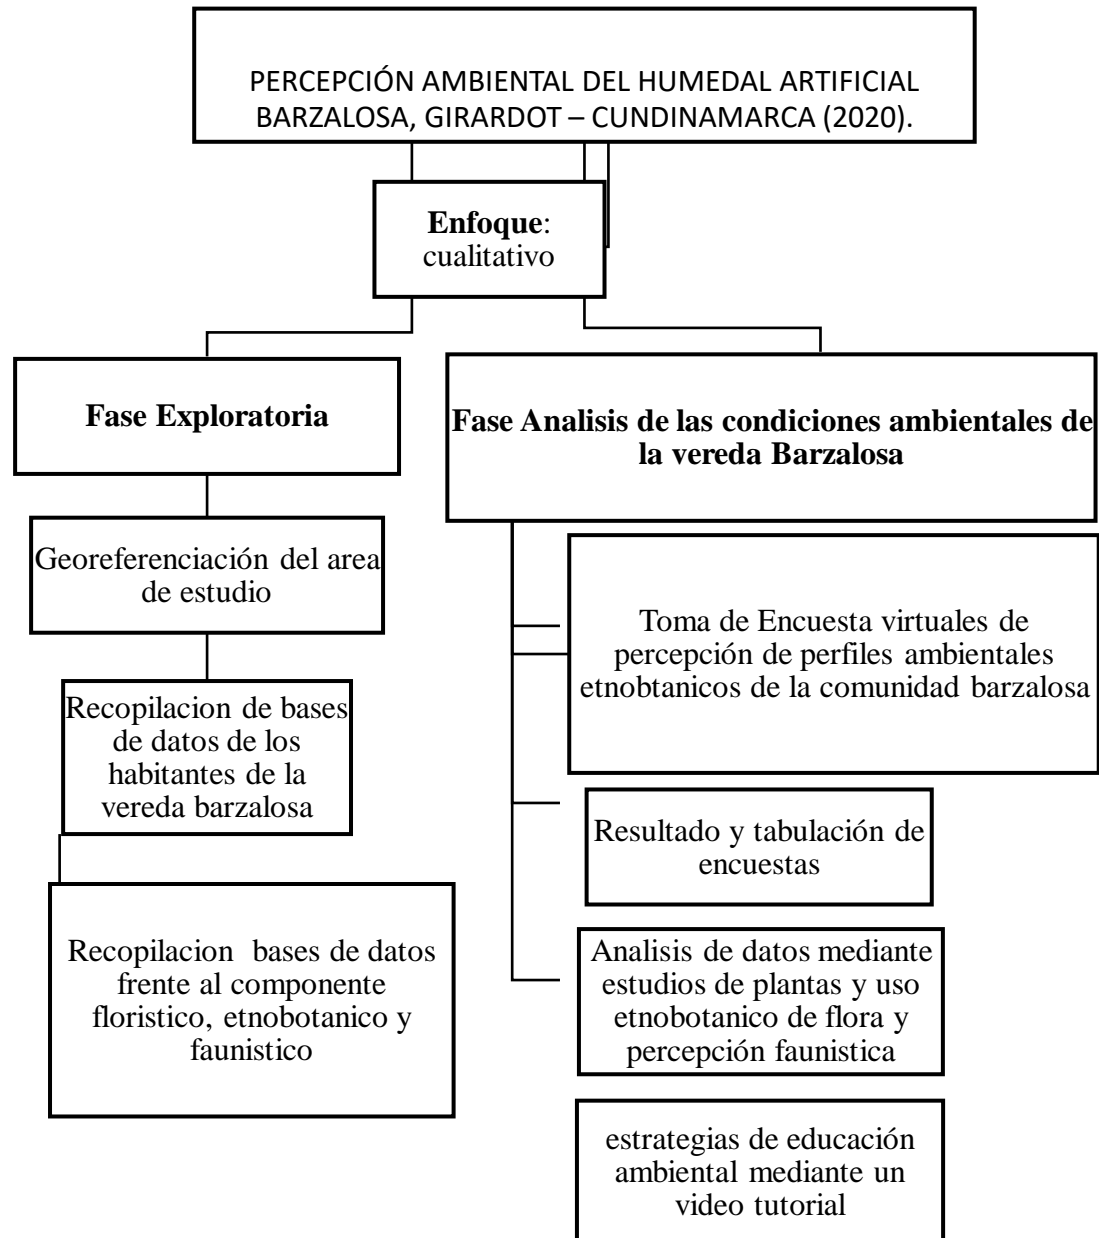 PERCEPCIÓN AMBIENTAL DEL HUMEDAL ARTIFICIAL
BARZALOSA, GIRARDOT – CUNDINAMARCA (2020).
Enfoque:
cualitativo
Fase Exploratoria
Georeferenciación del area
de estudio
Recopilacion de bases
de datos de los
habitantes de la
vereda barzalosa
Recopilacion bases de datos
frente al componente
floristico, etnobotanico y
faunistico
Fase Analisis de las condiciones ambientales de
la vereda Barzalosa
Toma de Encuesta virtuales de
percepción de perfiles ambientales
etnobtanicos de la comunidad barzalosa
Resultado y tabulación de
encuestas
Analisis de datos mediante
estudios de plantas y uso
etnobotanico de flora y
percepción faunistica
estrategias de educación
ambiental mediante un
video tutorial